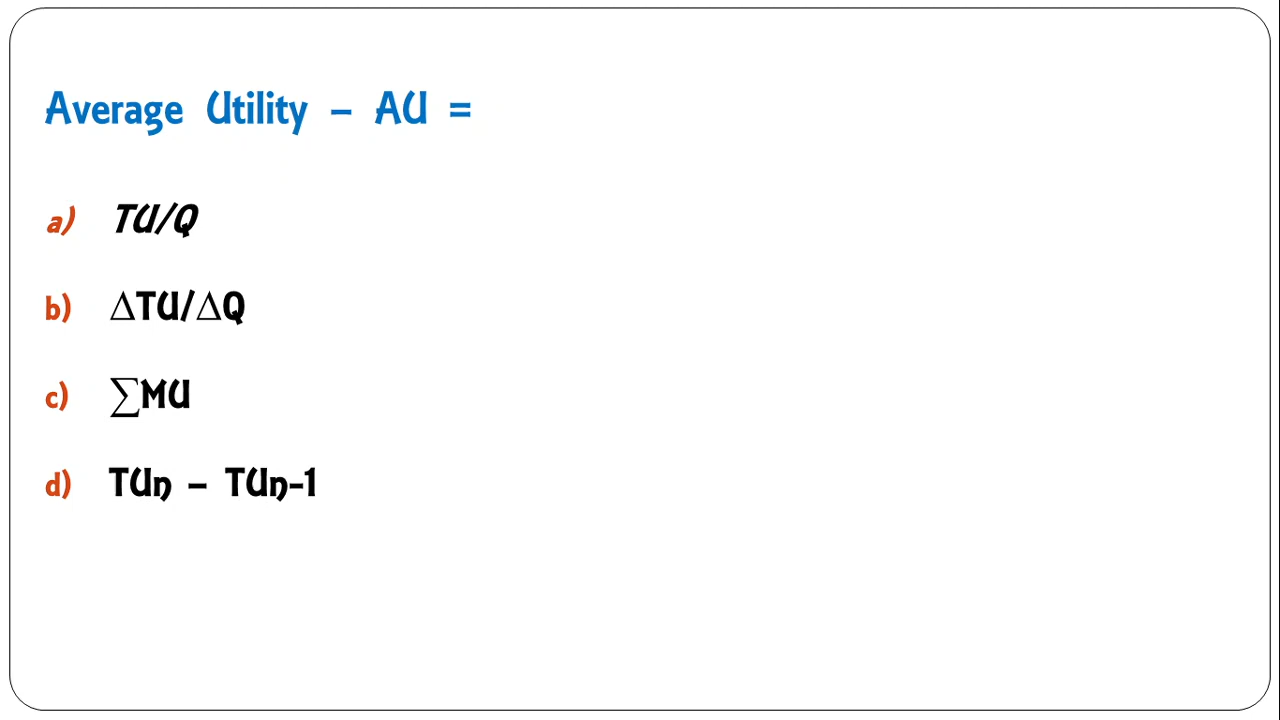 Average Utility – AU =
a) TU/Q
b) ∆TU/∆Q
c) ∑MU
d) TUn – TUn-1